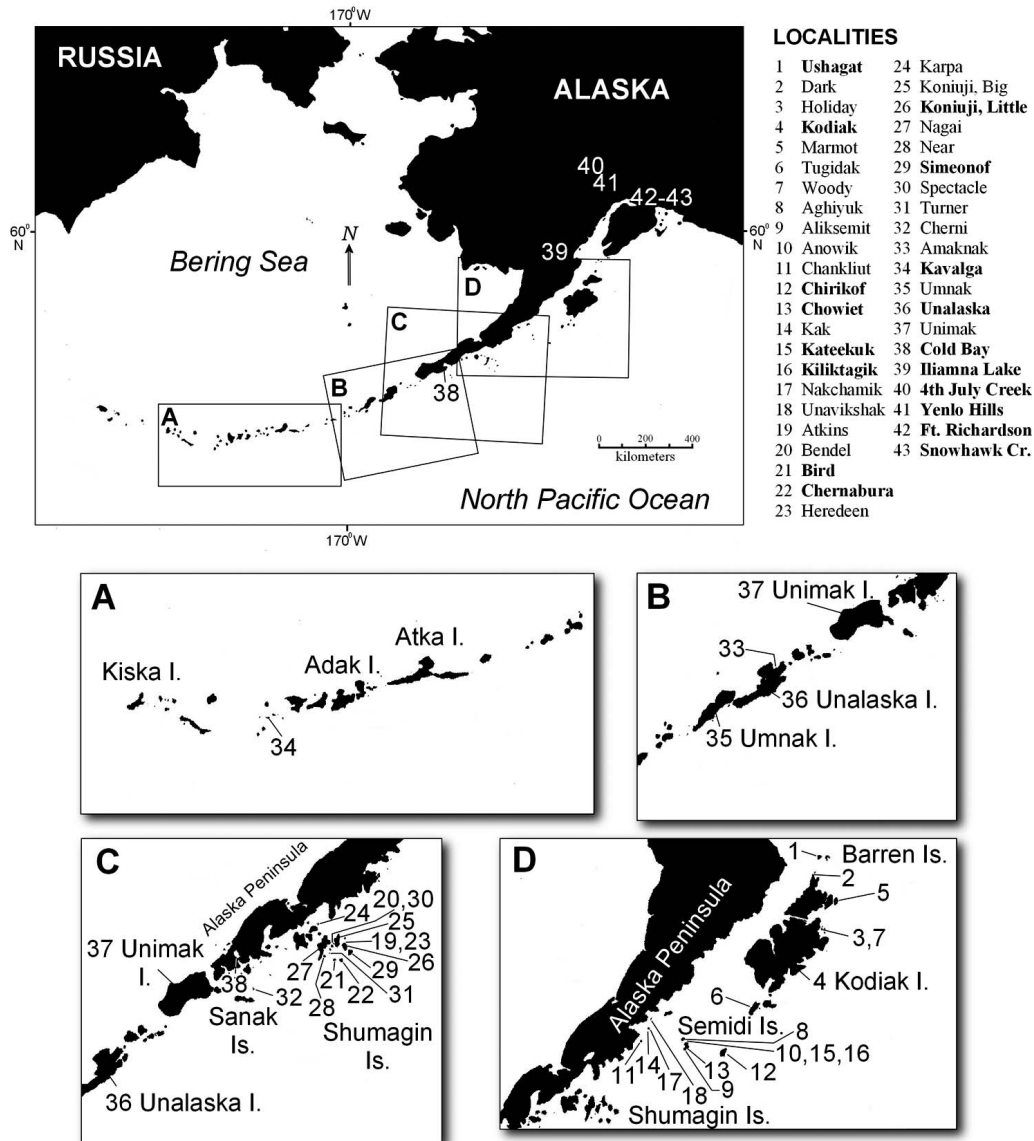 170°W
RUSSIA
ALASKA
40
41
42-43
60°
N
60°
N
39
Bering Sea
N
D
C
B
38
A
0 200 400
kilometers
North Pacific Ocean
170°W
LOCALITIES
1 Ushagat
2 Dark
3 Holiday
4 Kodiak
5 Marmot
6 Tugidak
7 Woody
8 Aghiyuk
9 Aliksemit
10 Anowik
11 Chankliut
12 Chirikof
13 Chowiet
14 Kak
15 Kateekuk
16 Kiliktagik
17 Nakchamik
18 Unavikshak
19 Atkins
20 Bendel
21 Bird
22 Chernabura
23 Heredeen
24 Karpa
25 Koniuji, Big
26 Koniuji, Little
27 Nagai
28 Near
29 Simeonof
30 Spectacle
31 Turner
32 Cherni
33 Amaknak
34 Kavalga
35 Umnak
36 Unalaska
37 Unimak
38 Cold Bay
39 Iliamna Lake
40 4th July Creek
41 Yenlo Hills
42 Ft. Richardson
43 Snowhawk Cr.
A
Kiska I.
Adak I.
Atka I.
34
B
37 Unimak I.
33
36 Unalaska I.
35 Umnak I.
C
Alaska Peninsula
20,30
24
25
19,23
37 Unimak
I.
38
32
27
21
29
26
28
22
31
Sanak
Is.
Shumagin
Is.
36 Unalaska I.
D
1
Barren Is.
2
5
3,7
Alaska Peninsula
4 Kodiak I.
6
Semidi Is.
8
10,15,16
11
14
17
18
9
13
12
Shumagin Is.